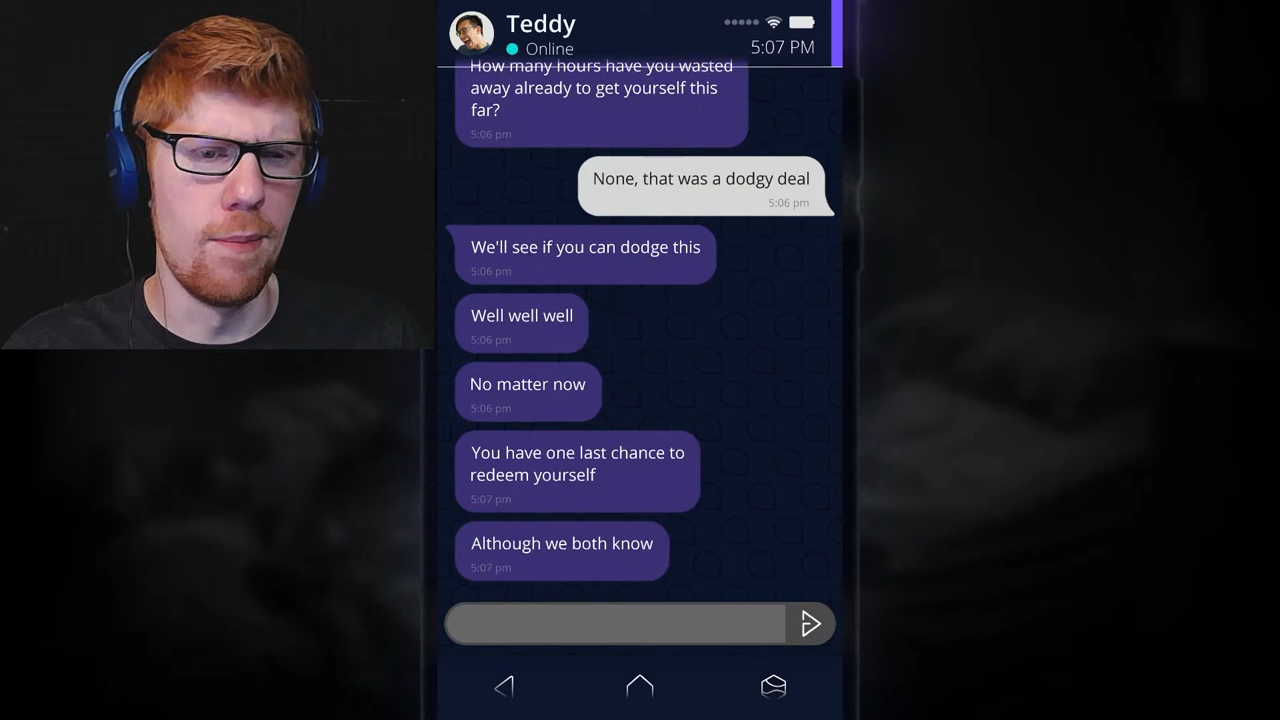 Teddy
Online
5:07 PM
How many hours have you wasted
away already to get yourself this
far?
5:06 pm
None, that was a dodgy deal
5:06 pm
We'll see if you can dodge this
5:06 pm
Well well well
5:06 pm
No matter now
5:06 pm
You have one last chance to
redeem yourself
5:07 pm
Although we both know
5:07 pm